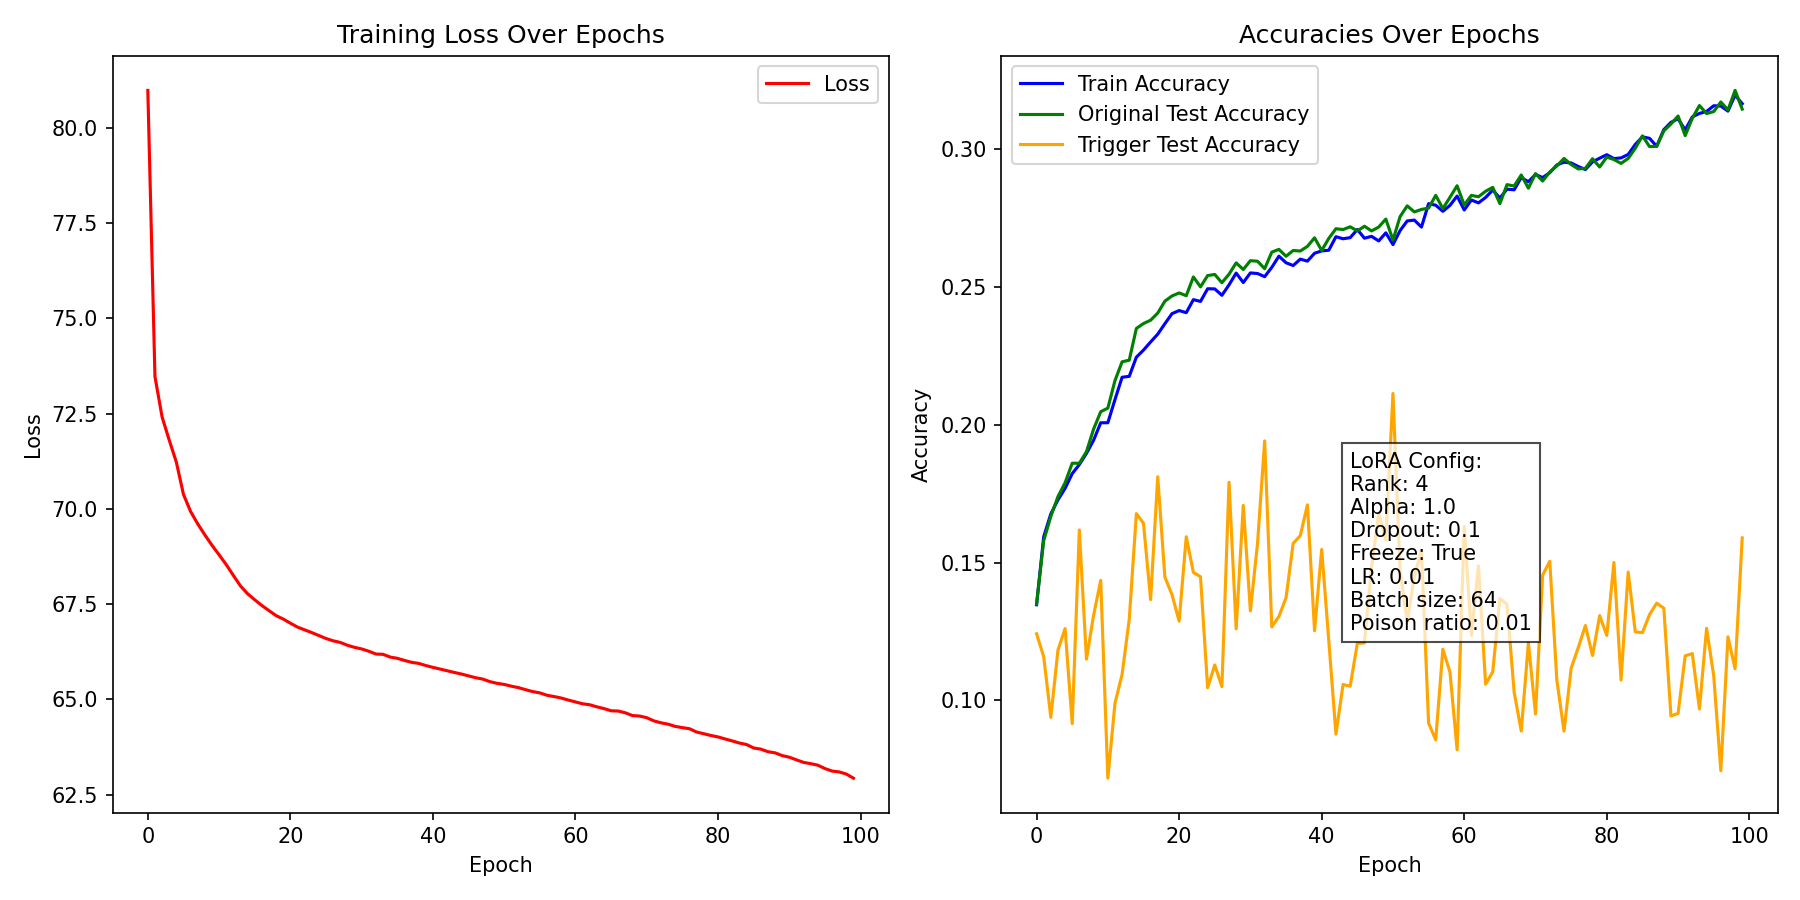 Training Loss Over Epochs
Loss
80.0
77.5
75.0
72.5
70.0
67.5
65.0
62.5
Loss
0
20
40
60
80
100
Epoch
Accuracies Over Epochs
Train Accuracy
Original Test Accuracy
Trigger Test Accuracy
0.30
0.25
0.20
0.15
0.10
Accuracy
LoRA Config:
Rank: 4
Alpha: 1.0
Dropout: 0.1
Freeze: True
LR: 0.01
Batch size: 64
Poison ratio: 0.01
0
20
40
60
80
100
Epoch